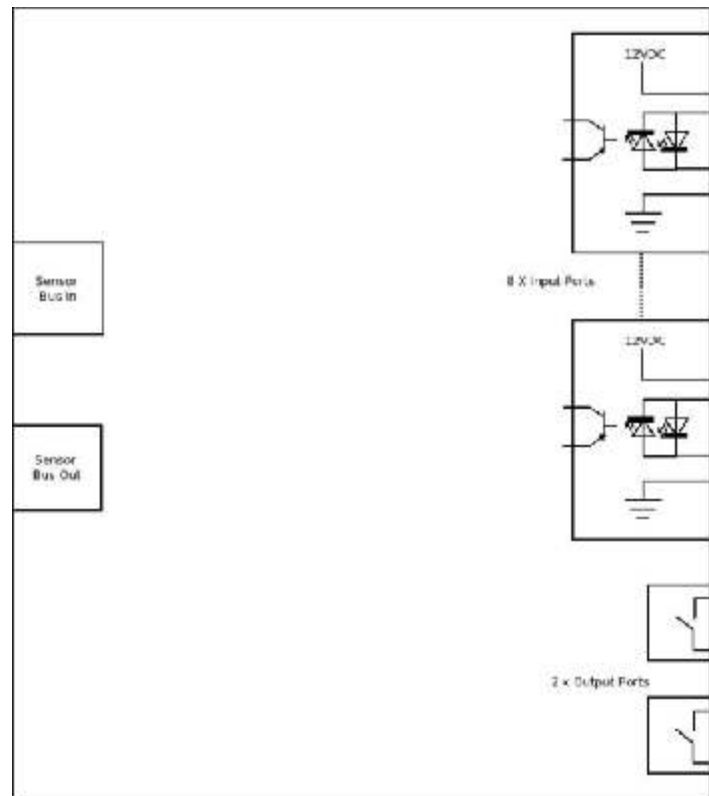 12VDC
Sensor
Bus In
8 X Input Ports
12VDC
Sensor
Bus Out
2 x Output Ports